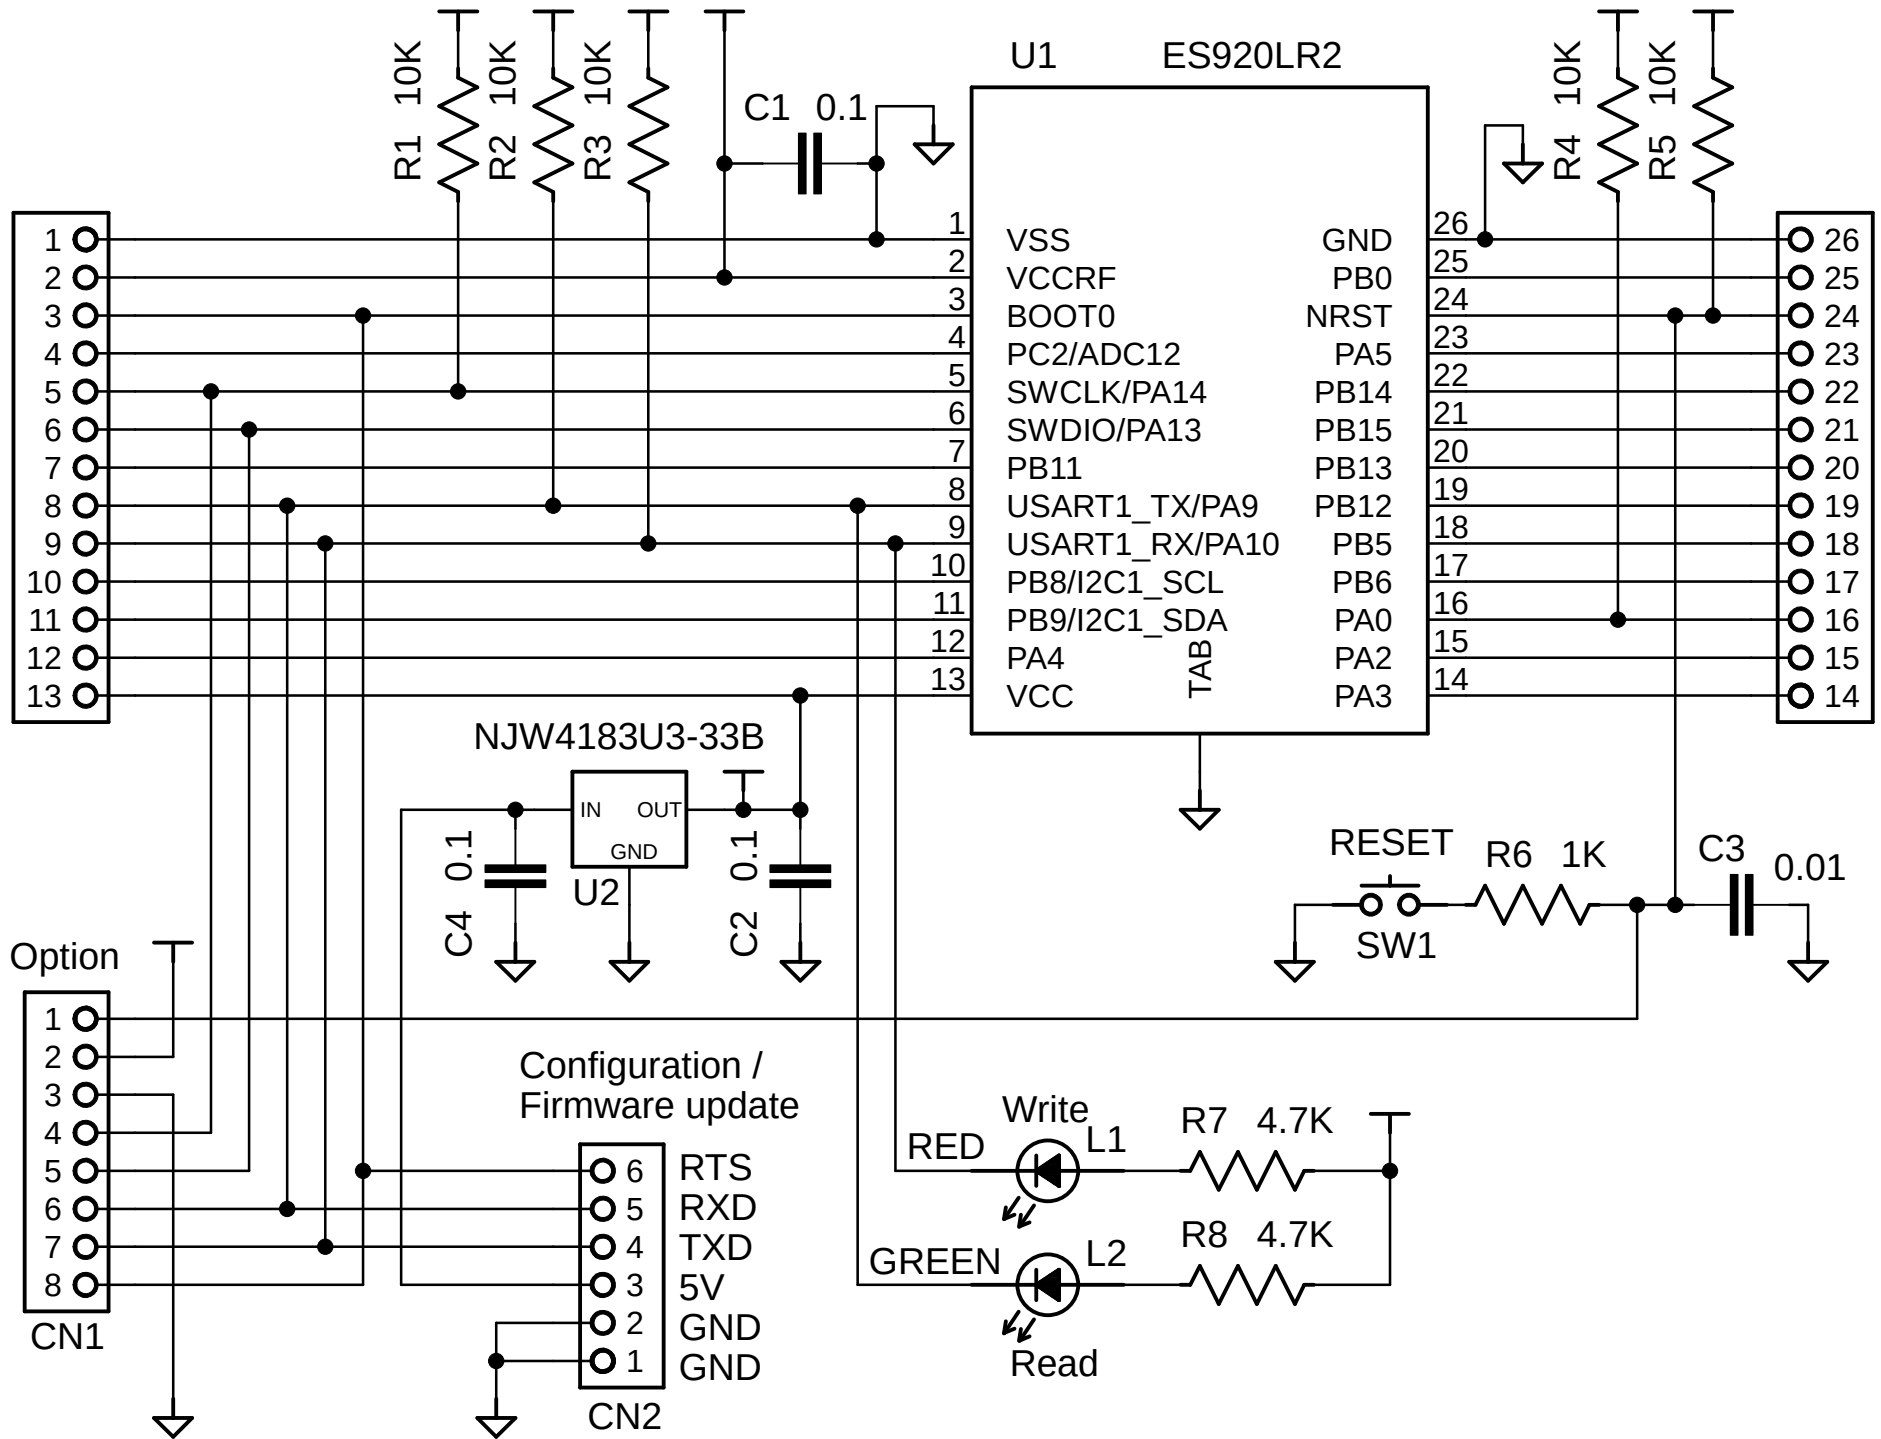 R1 10K
R2 10K
R3 10K
C1 0.1
U1 ES920LR2
R4 10K
R5 10K
1
2
3
4
5
6
7
8
9
10
11
12
13
1 VSS
2 VCCRF
3 BOOT0
4 PC2/ADC12
5 SWCLK/PA14
6 SWDIO/PA13
7 PB11
8 USART1_TX/PA9
9 USART1_RX/PA10
10 PB8/I2C1_SCL
11 PB9/I2C1_SDA
12 PA4
13 VCC
TAB
GND 26
PB0 25
NRST 24
PA5 23
PB14 22
PB15 21
PB13 20
PB12 19
PB5 18
PB6 17
PA0 16
PA2 15
PA3 14
26
25
24
23
22
21
20
19
18
17
16
15
14
NJW4183U3-33B
IN OUT
GND
U2
C4 0.1
C2 0.1
RESET
SW1
R6 1K
C3 0.01
Option
1
2
3
4
5
6
7
8
CN1
Configuration /
Firmware update
6 RTS
5 RXD
4 TXD
3 5V
2 GND
1 GND
CN2
Write
RED L1 R7 4.7K
GREEN L2 R8 4.7K
Read